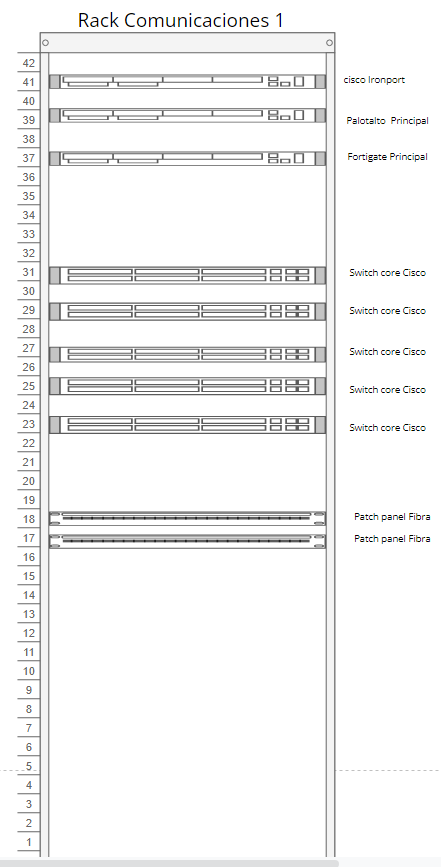 Rack Comunicaciones 1
42
41 cisco Ironport
40
39 Palotalto Principal
38
37 Fortigate Principal
36
35
34
33
32
31 Switch core Cisco
30
29 Switch core Cisco
28
27 Switch core Cisco
26
25 Switch core Cisco
24
23 Switch core Cisco
22
21
20
19
18 Patch panel Fibra
17 Patch panel Fibra
16
15
14
13
12
11
10
9
8
7
6
5
4
3
2
1